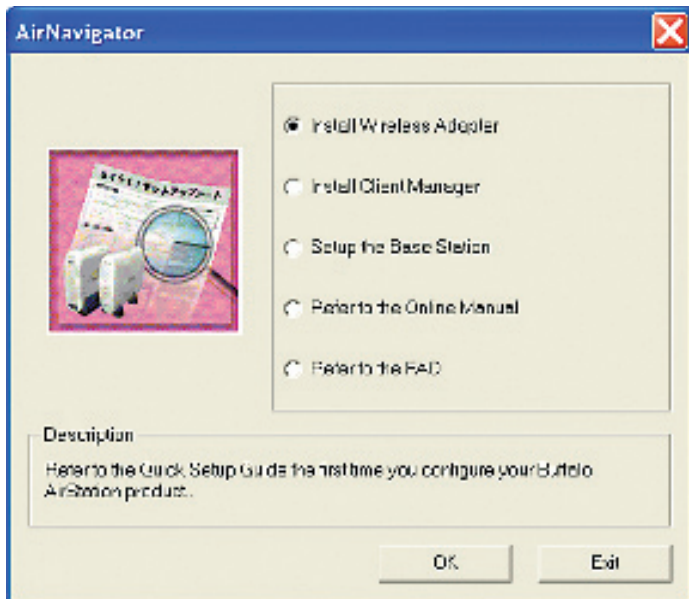 AirNavigator
Install Wireless Adapter
Install Client Manager
Setup the Base Station
Refer to the Online Manual
Refer to the FAQ
Description
Refer to the Quick Setup Guide the first time you configure your Buffalo
AirStation product.
OK
Exit